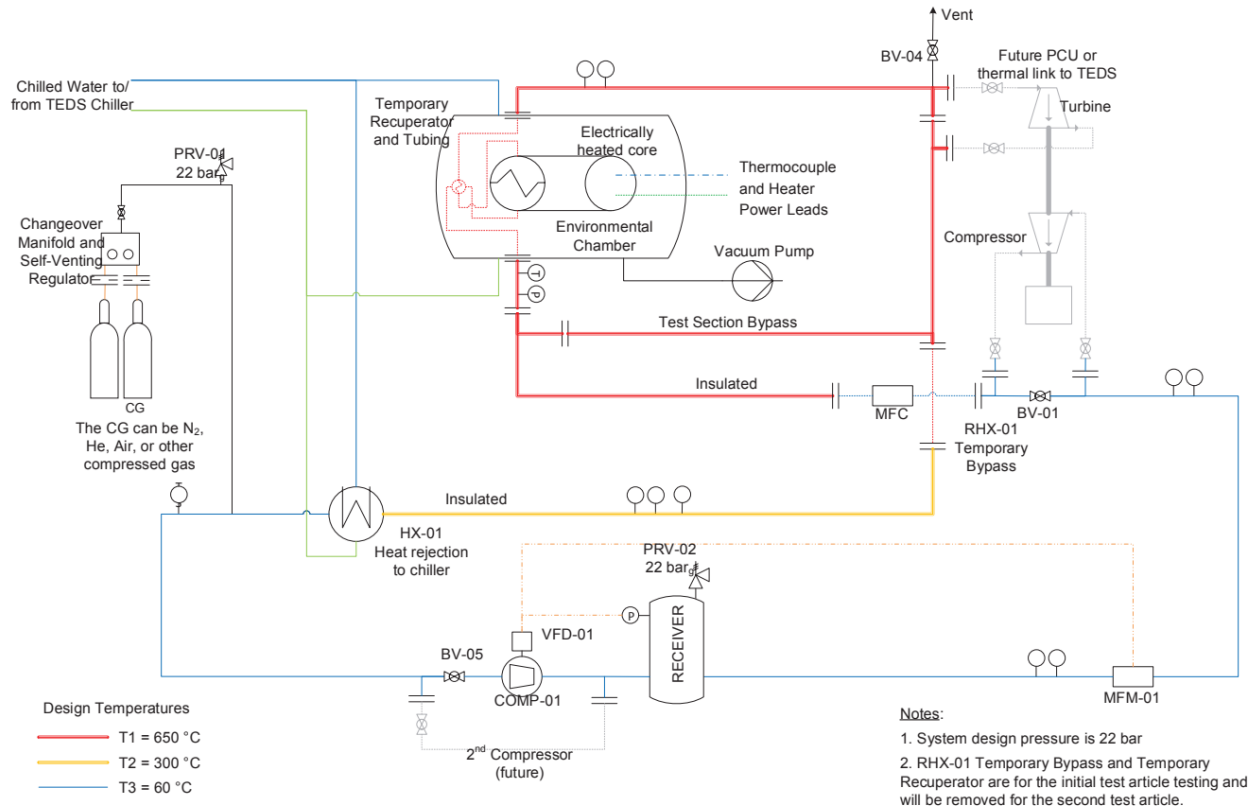 Vent
BV-04
Future PCU or
thermal link to TEDS
Turbine
Chilled Water to/
from TEDS Chiller
Temporary
Recuperator
and Tubing
Electrically
heated core
PRV-01
22 bar g
Thermocouple
and Heater
Power Leads
Changeover
Manifold and
Self-Venting
Regulator
Environmental
Chamber
Vacuum Pump
Compressor
T
P
Test Section Bypass
Insulated
MFC
BV-01
CG
The CG can be N₂,
He, Air, or other
compressed gas
RHX-01
Temporary
Bypass
Insulated
HX-01
Heat rejection
to chiller
PRV-02
22 bar g
P
VFD-01
RECEIVER
BV-05
COMP-01
MFM-01
2nd Compressor
(future)
Design Temperatures
T1 = 650 °C
T2 = 300 °C
T3 = 60 °C
Notes:
1. System design pressure is 22 bar
2. RHX-01 Temporary Bypass and Temporary
Recuperator are for the initial test article testing and
will be removed for the second test article.